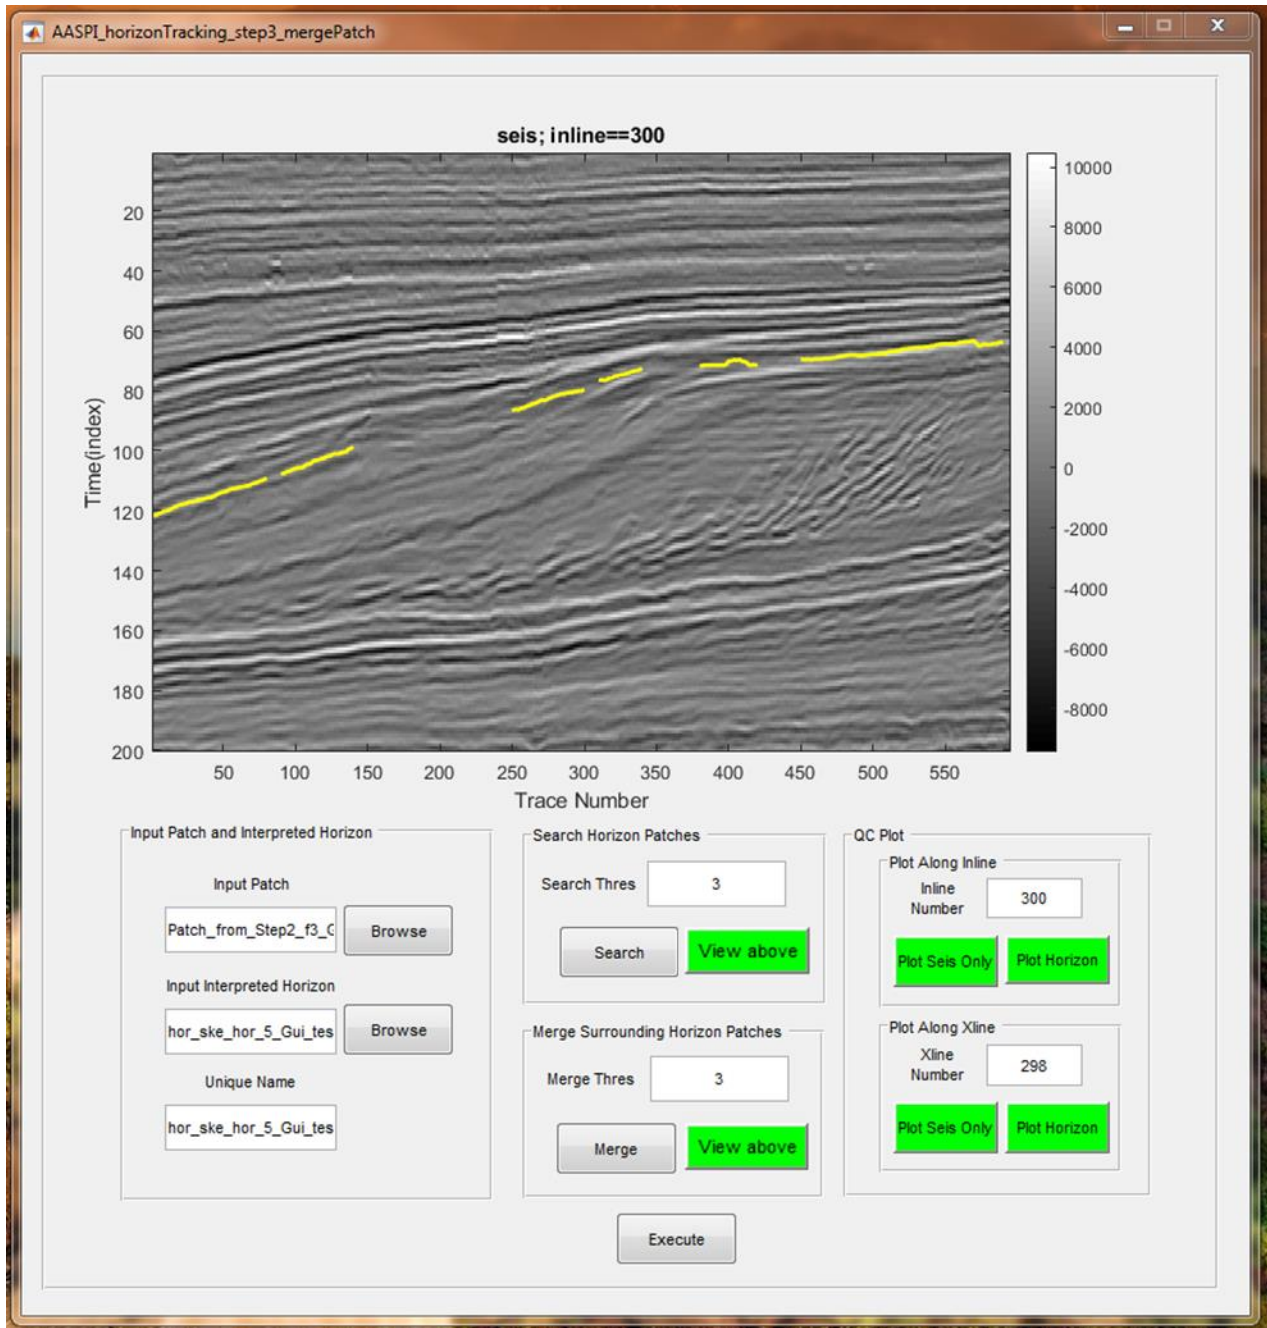 AASPI_horizonTracking_step3_mergePatch
seis; inline==300
10000
8000
6000
4000
2000
0
-2000
-4000
-6000
-8000
20
40
60
80
100
120
140
160
180
200
Time(index)
50 100 150 200 250 300 350 400 450 500 550
Trace Number
Input Patch and Interpreted Horizon
Input Patch
Patch_from_Step2_f3_G
Browse
Input Interpreted Horizon
hor_ske_hor_5_Gui_tes
Browse
Unique Name
hor_ske_hor_5_Gui_tes
Search Horizon Patches
Search Thres 3
Search View above
Merge Surrounding Horizon Patches
Merge Thres 3
Merge View above
QC Plot
Plot Along Inline
Inline
Number
300
Plot Seis Only Plot Horizon
Plot Along Xline
Xline
Number
298
Plot Seis Only Plot Horizon
Execute